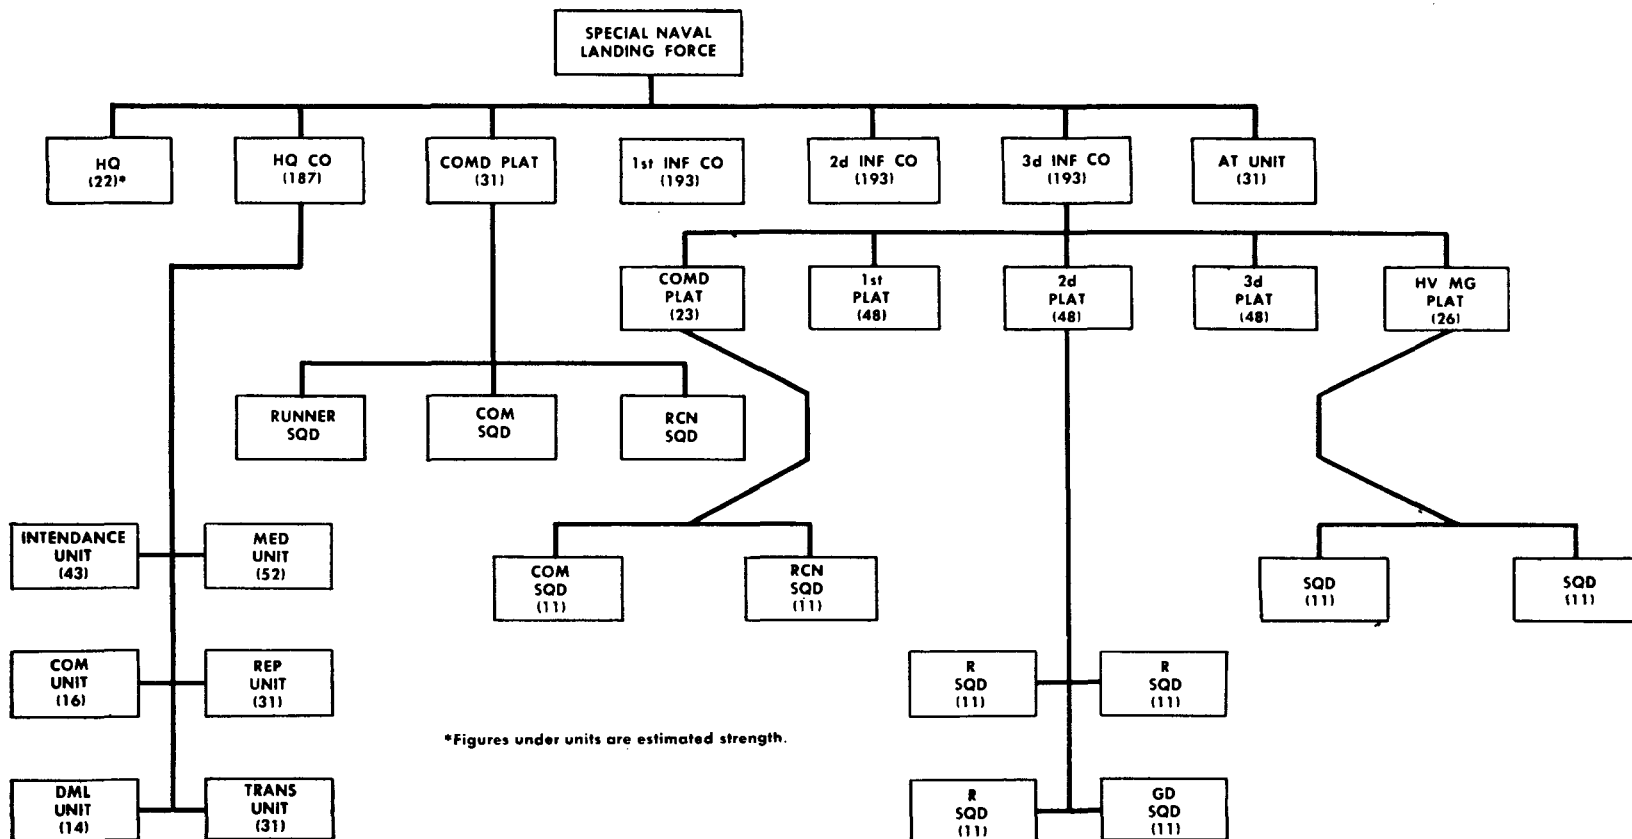 SPECIAL NAVAL
LANDING FORCE
HQ
(22)*
HQ CO
(187)
COMD PLAT
(31)
1st INF CO
(193)
2d INF CO
(193)
3d INF CO
(193)
AT UNIT
(31)
COMD
PLAT
(23)
1st
PLAT
(48)
2d
PLAT
(48)
3d
PLAT
(48)
HV MG
PLAT
(26)
RUNNER
SQD
COM
SQD
RCN
SQD
INTENDANCE
UNIT
(43)
MED
UNIT
(52)
COM
SQD
(11)
RCN
SQD
(11)
SQD
(11)
SQD
(11)
COM
UNIT
(16)
REP
UNIT
(31)
R
SQD
(11)
R
SQD
(11)
*Figures under units are estimated strength.
DML
UNIT
(14)
TRANS
UNIT
(31)
R
SQD
(11)
GD
SQD
(11)